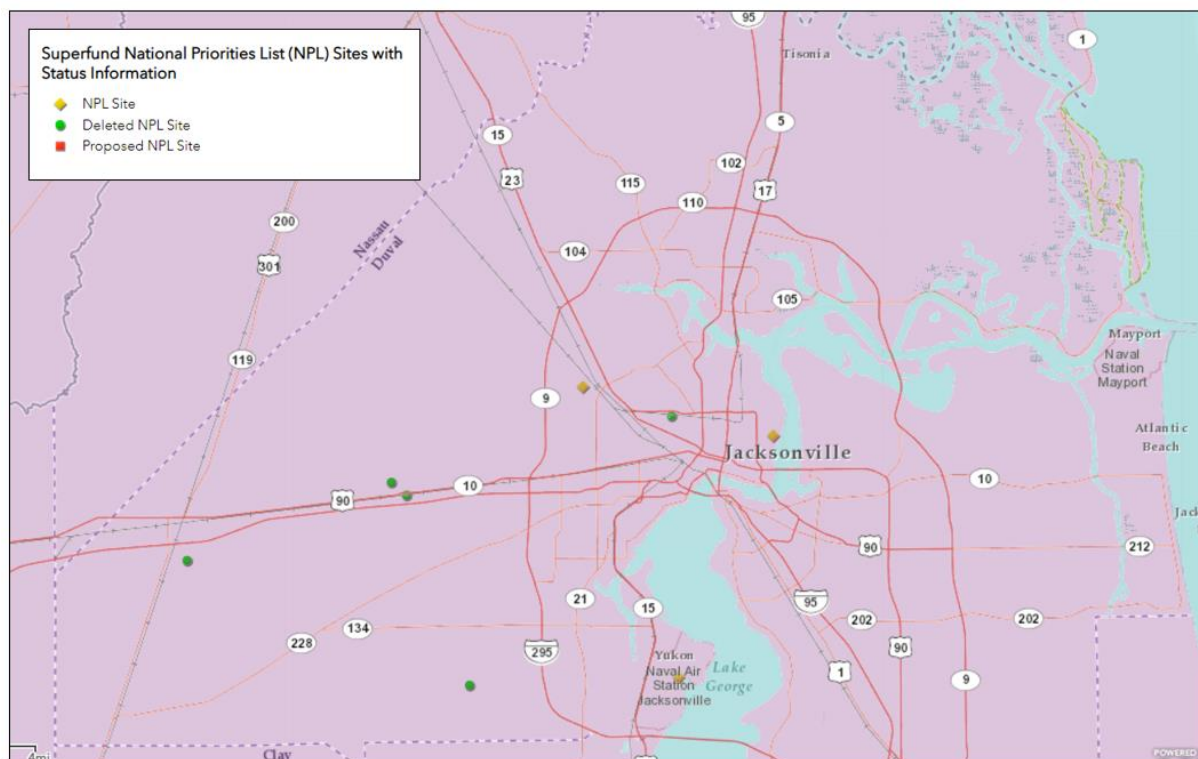 Superfund National Priorities List (NPL) Sites with
Status Information
NPL Site
Deleted NPL Site
Proposed NPL Site
95
Tisonia
1
15
5
23
115
102
17
110
200
Nassau
Duval
104
301
105
Mayport
Naval
Station
Mayport
119
9
Atlantic
Beach
Jacksonville
10
10
90
Jack
90
212
21
15
95
202
202
134
228
295
Yukon
Naval Air
Station
Jacksonville
Lake
George
1
90
9
4mi
Clay
POWERED